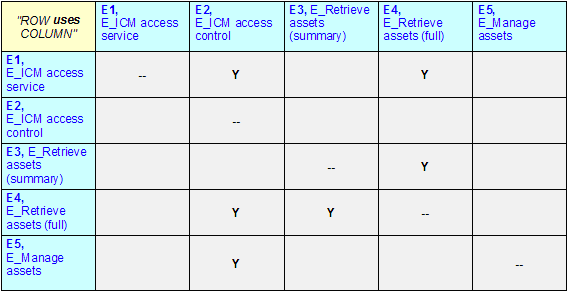 "ROW uses
COLUMN"
E1,
E_ICM access
service
E2,
E_ICM access
control
E3, E_Retrieve
assets
(summary)
E4,
E_Retrieve
assets (full)
E5,
E_Manage
assets
E1,
E_ICM access
service
--
Y
Y
E2,
E_ICM access
control
--
E3, E_Retrieve
assets
(summary)
--
Y
E4,
E_Retrieve
assets (full)
Y
Y
--
E5,
E_Manage
assets
Y
--